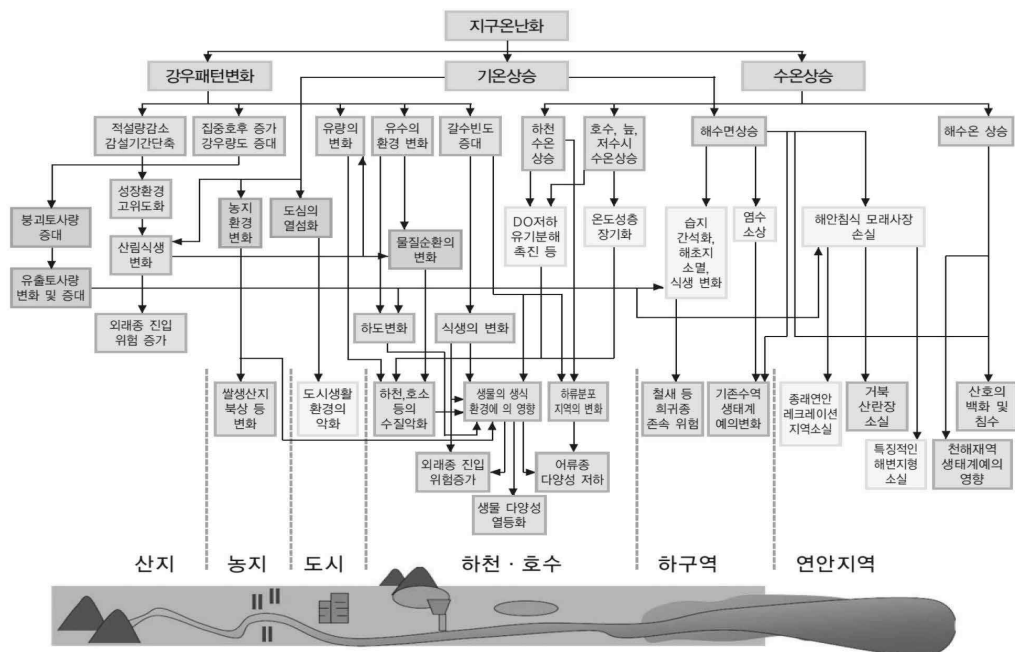 지구온난화
강우패턴변화
기온상승
수온상승
적설량감소
감설기간단축
집중호후 증가
강우량도 증대
유량의
변화
유수의
환경 변화
갈수빈도
증대
하천
수온
상승
호수, 늪,
저수시
수온상승
해수면상승
해수온 상승
성장환경
고위도화
붕괴토사량
증대
농지
환경
변화
도심의
열섬화
물질순환의
변화
DO저하
유기분해
촉진 등
온도성층
장기화
습지
간석화,
해초지
소멸,
식생 변화
염수
소상
해안침식 모래사장
손실
산림식생
변화
유출토사량
변화 및 증대
외래종 진입
위험 증가
하도변화
식생의 변화
쌀생산지
북상 등
변화
도시생활
환경의
악화
하천,호소
등의
수질악화
생물의 생식
환경에 의 영향
하류분포
지역의 변화
철새 등
희귀종
존속 위험
기존수역
생태계
예의변화
종래연안
레크레이션
지역소실
거북
산란장
소실
산호의
백화 및
침수
특징적인
해변지형
소실
천해재역
생태계예의
영향
외래종 진입
위험증가
어류종
다양성 저하
생물 다양성
열등화
산지
농지
도시
하천 · 호수
하구역
연안지역